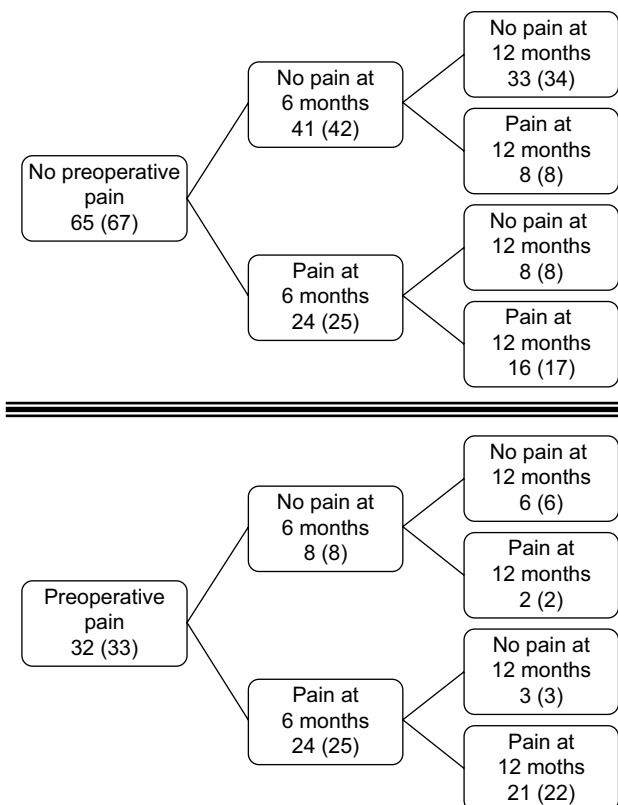 No preoperative
pain
65 (67)
No pain at
6 months
41 (42)
No pain at
12 months
33 (34)
Pain at
12 months
8 (8)
Pain at
6 months
24 (25)
No pain at
12 months
8 (8)
Pain at
12 months
16 (17)
Preoperative
pain
32 (33)
No pain at
6 months
8 (8)
No pain at
12 months
6 (6)
Pain at
12 months
2 (2)
Pain at
6 months
24 (25)
No pain at
12 months
3 (3)
Pain at
12 moths
21 (22)